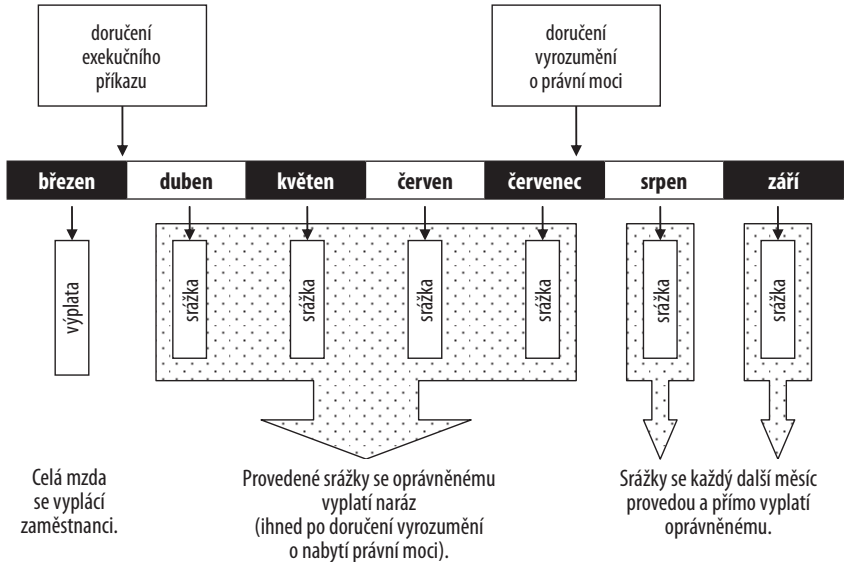 doručení
exekučního
příkazu
doručení
vyrozumění
o právní moci
březen duben květen červen červenec srpen září
výplata srážka srážka srážka srážka srážka srážka
Celá mzda
se vyplácí
zaměstnanci.
Provedené srážky se oprávněnému
vyplatí naráz
(ihned po doručení vyrozumění
o nabytí právní moci).
Srážky se každý další měsíc
provedou a přímo vyplatí
oprávněnému.